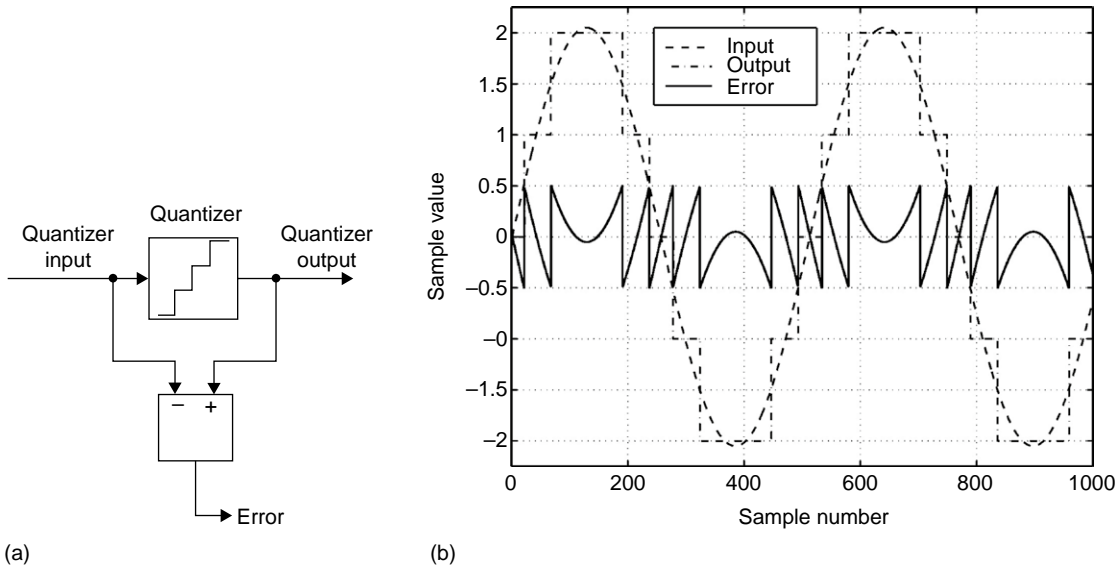 Quantizer
input
Quantizer
Quantizer
output
− +
Error
(a)
2
1.5
1
0.5
0
−0.5
−0
−1.5
−2
Sample value
Input
Output
Error
0 200 400 600 800 1000
Sample number
(b)